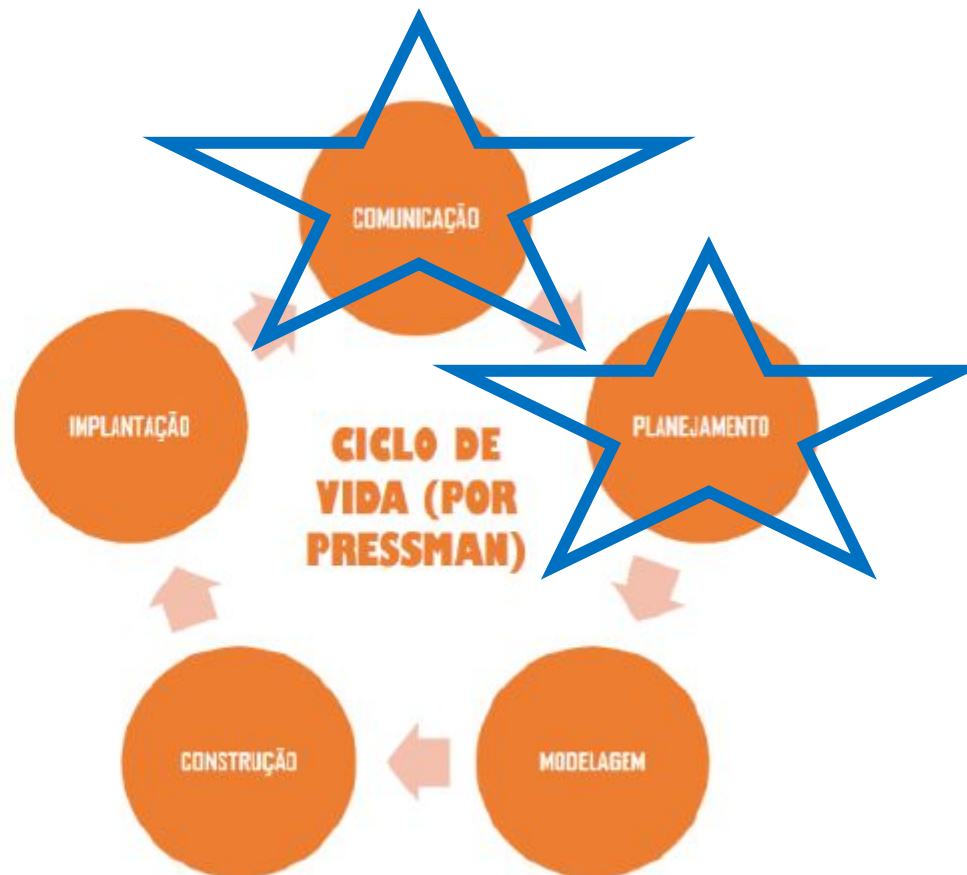 COMUNICAÇÃO
PLANEJAMENTO
IMPLANTAÇÃO
CICLO DE
VIDA (POR
PRESSMAN)
CONSTRUÇÃO
MODELAGEM